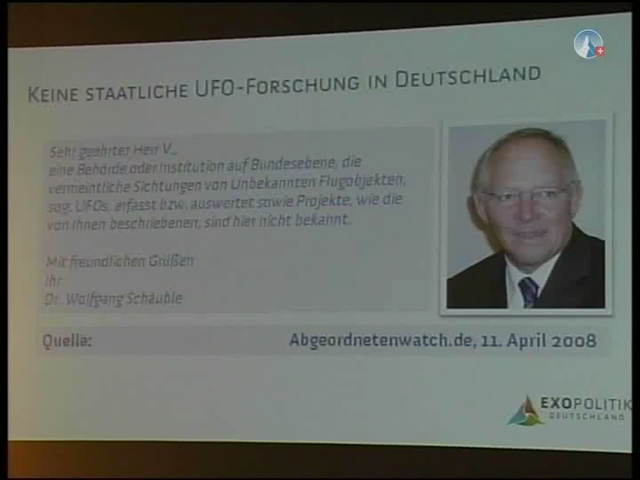 KEINE STAATLICHE UFO-FORSCHUNG IN DEUTSCHLAND
Sehr geehrter Herr V.,
eine Behörde oder Institution auf Bundesebene, die
vermeintliche Sichtungen von Unbekannten Flugobjekten,
sog. UFOs, erfasst bzw. auswertet sowie Projekte, wie die
von Ihnen beschriebenen, sind hier nicht bekannt.
Mit freundlichen Grüßen
Ihr
Dr. Wolfgang Schäuble
Quelle: Abgeordnetenwatch.de, 11. April 2008
EXOPOLITIK
DEUTSCHLAND